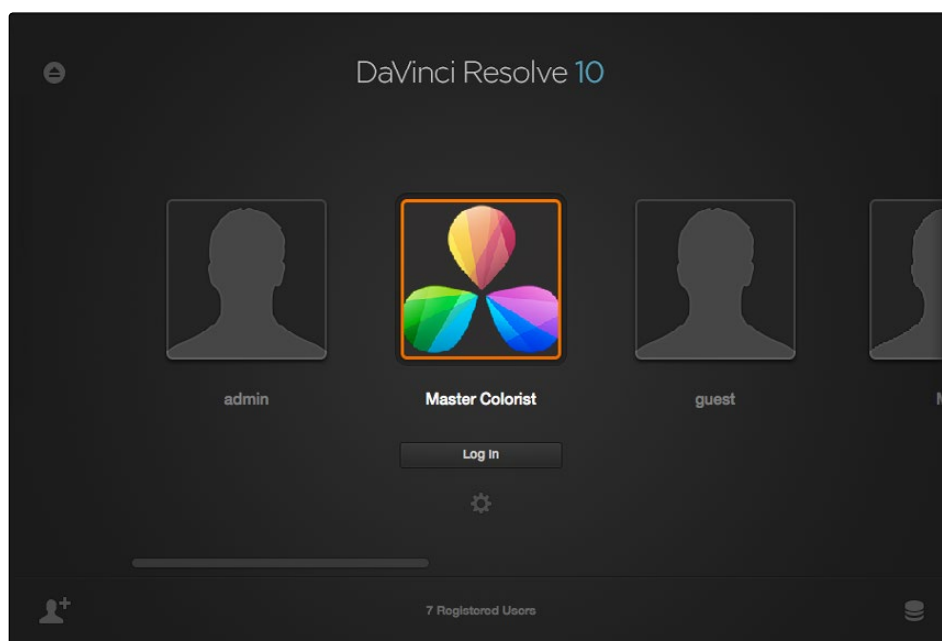 DaVinci Resolve 10
admin
Master Colorist
guest
Log In
7 Registered Users